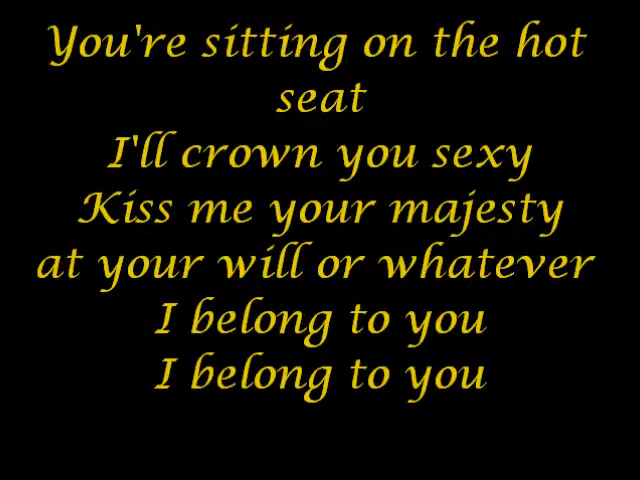 You're sitting on the hot
seat
I'll crown you sexy
Kiss me your majesty
at your will or whatever
I belong to you
I belong to you